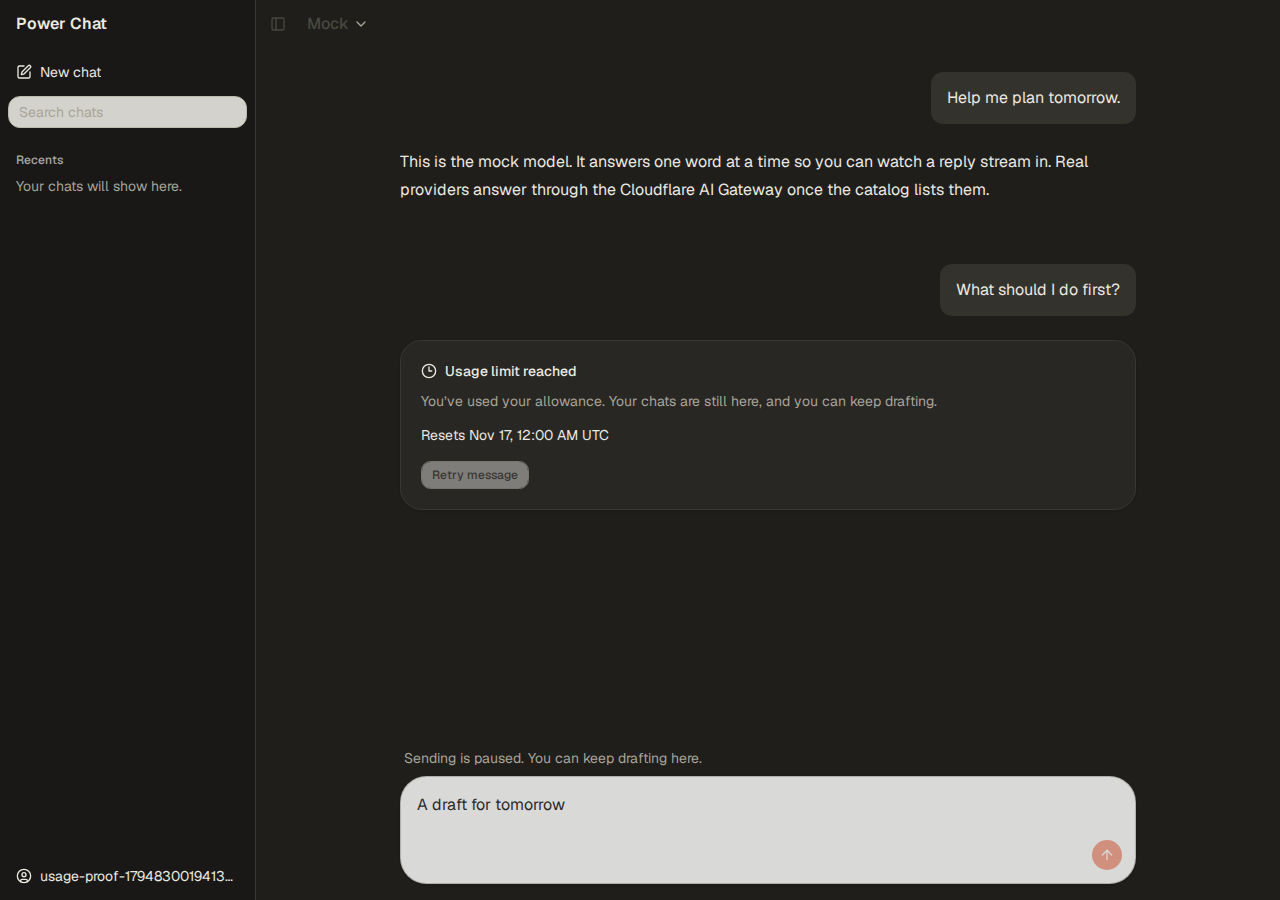 Power Chat
New chat
Search chats
Recents
Your chats will show here.
usage-proof-1794830019413…
Mock
Help me plan tomorrow.
This is the mock model. It answers one word at a time so you can watch a reply stream in. Real
providers answer through the Cloudflare AI Gateway once the catalog lists them.
What should I do first?
Usage limit reached
You've used your allowance. Your chats are still here, and you can keep drafting.
Resets Nov 17, 12:00 AM UTC
Retry message
Sending is paused. You can keep drafting here.
A draft for tomorrow